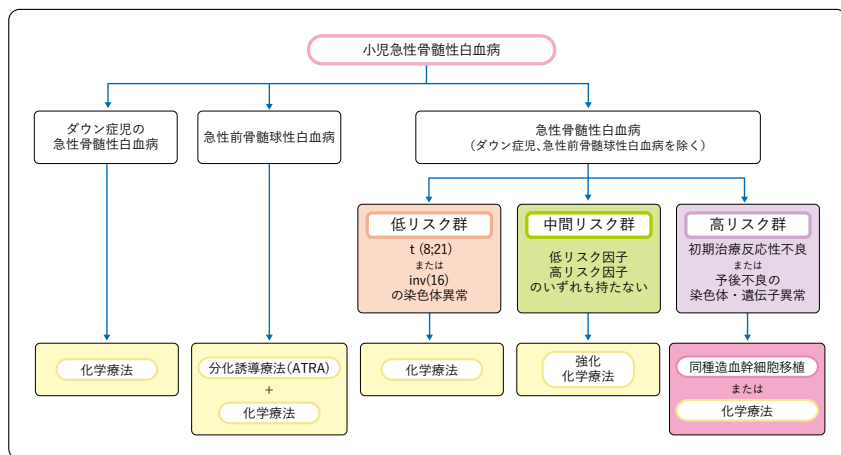 小児急性骨髄性白血病
ダウン症児の
急性骨髄性白血病
急性前骨髄球性白血病
急性骨髄性白血病
(ダウン症児、急性前骨髄球性白血病を除く)
低リスク群
t (8;21)
または
inv(16)
の染色体異常
中間リスク群
低リスク因子
高リスク因子
のいずれも持たない
高リスク群
初期治療反応性不良
または
予後不良の
染色体・遺伝子異常
化学療法
分化誘導療法(ATRA)
+
化学療法
化学療法
強化
化学療法
同種造血幹細胞移植
または
化学療法